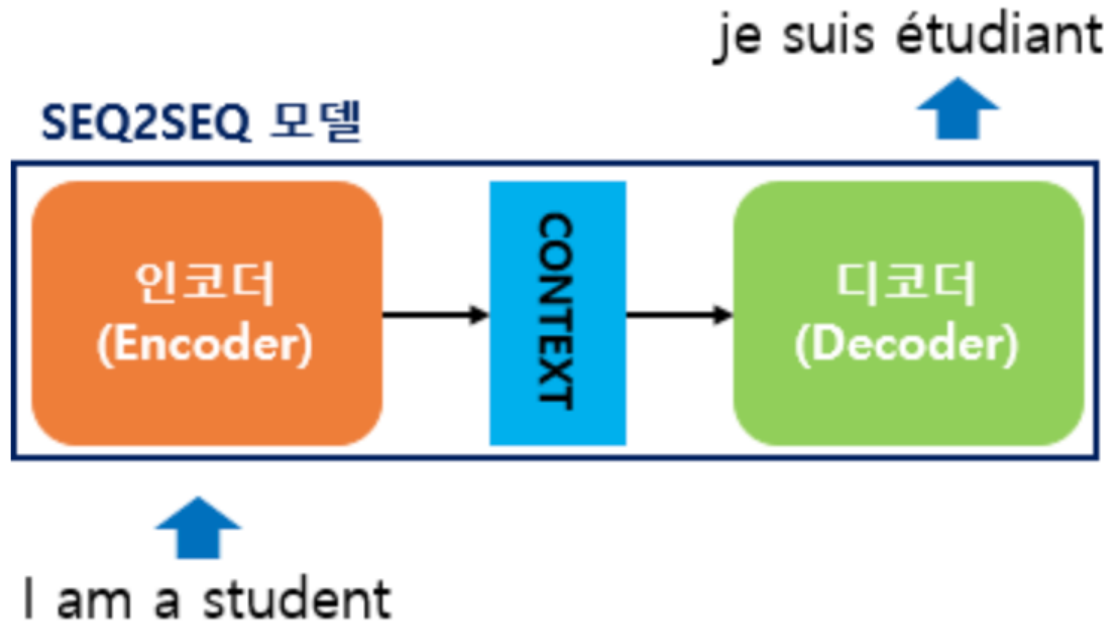 je suis étudiant
SEQ2SEQ 모델
인코더
(Encoder)
CONTEXT
디코더
(Decoder)
I am a student